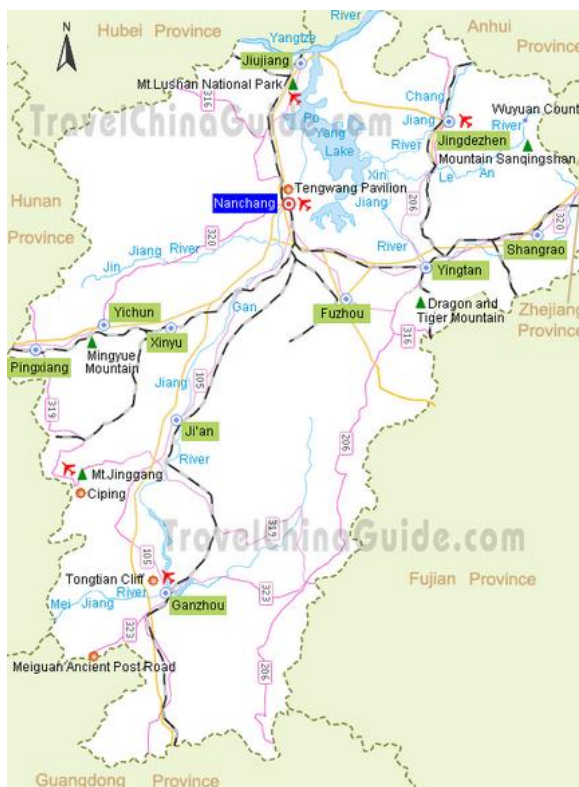 Hubei Province
River
Yangtze
Anhui
Province
Jiujiang
N
Mt.Lushan National Park
316
Chang
Wuyuan Count
TravelChinaGuide.com
Po
Yang
Lake
Jiang
River
Jingdezhen
River
Mountain Sanqingshan
Xin
Le An
Tengwang Pavilion
Nanchang
Jiang
206
Hunan
Province
320
River
320
Shangrao
Jiang River
Jin
Yingtan
Gan
Yichun
Fuzhou
Dragon and
Tiger Mountain
Zhejiang
Province
Xinyu
316
Pingxiang
Mingyue
Mountain
Jiang
105
319
Ji'an
206
River
Mt.Jinggang
Ciping
TravelChinaGuide.com
319
105
Tongtian Cliff
Fujian Province
Mei Jiang
River
Ganzhou
323
323
Meiguan Ancient Post Road
206
Guangdong Province